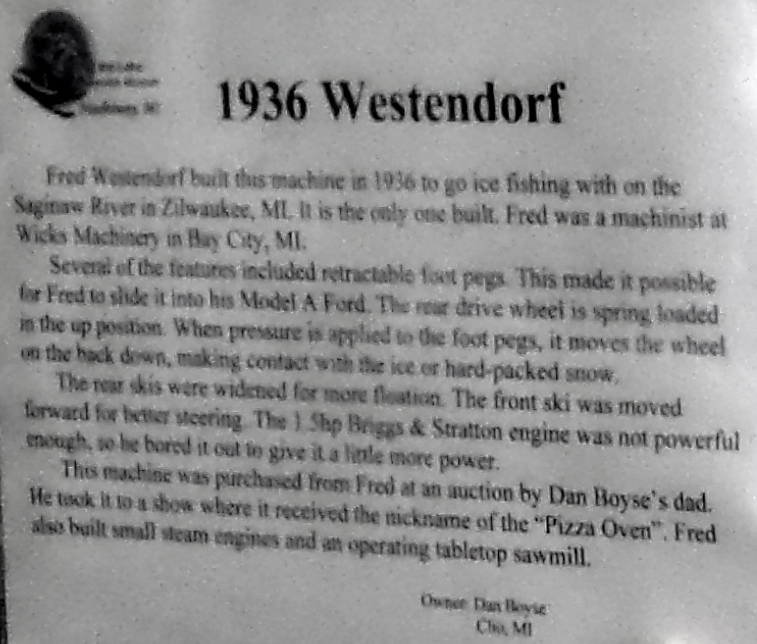 1936 Westendorf
Fred Westendorf built this machine in 1936 to go ice fishing with on the
Saginaw River in Zilwaukee, MI. It is the only one built. Fred was a machinist at
Wicks Machinery in Bay City, MI.
Several of the features included retractable foot pegs. This made it possible
for Fred to slide it into his Model A Ford. The rear drive wheel is spring loaded
in the up position. When pressure is applied to the foot pegs, it moves the wheel
on the back down, making contact with the ice or hard-packed snow.
The rear skis were widened for more floation. The front ski was moved
forward for better steering. The 1.5hp Briggs & Stratton engine was not powerful
enough, so he bored it out to give it a little more power.
This machine was purchased from Fred at an auction by Dan Boyse's dad.
He took it to a show where it received the nickname of the "Pizza Oven". Fred
also built small steam engines and an operating tabletop sawmill.
Owner: Dan Boyse
Clio, MI